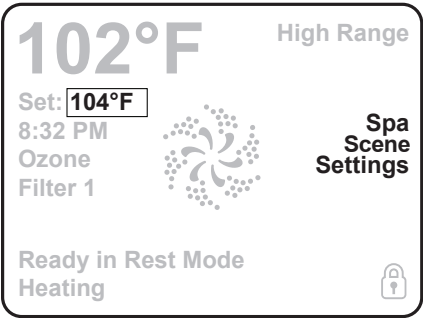 102°F
High Range
Set: 104°F
8:32 PM
Ozone
Filter 1
Spa
Scene
Settings
Ready in Rest Mode
Heating